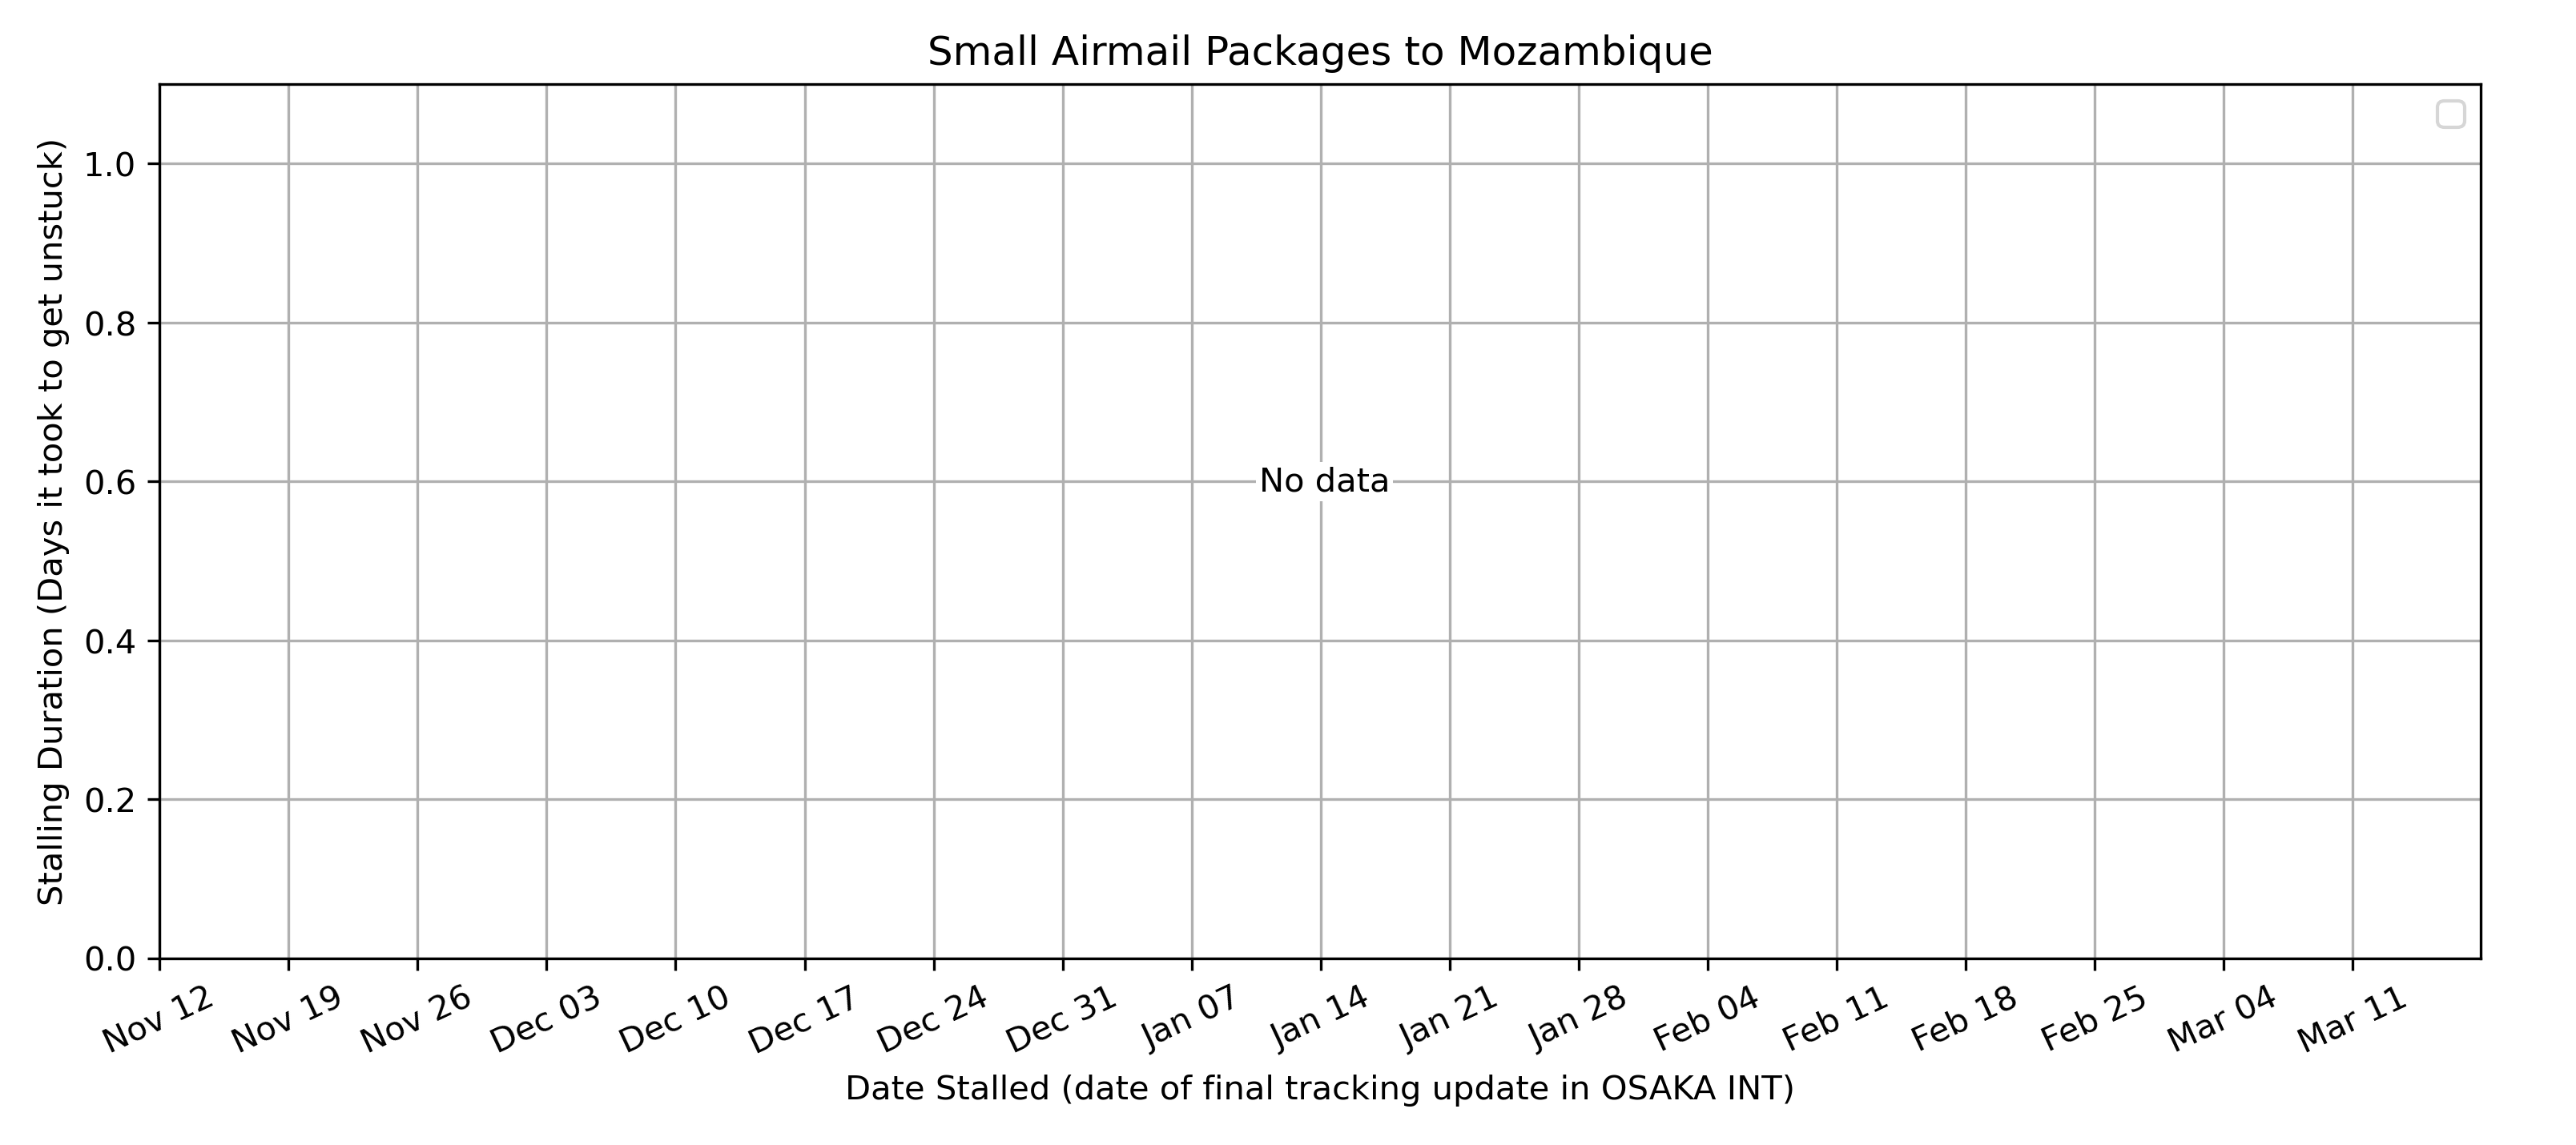 Small Airmail Packages to Mozambique
Stalling Duration (Days it took to get unstuck)
1.0
0.8
0.6
0.4
0.2
0.0
No data
Nov 12
Nov 19
Nov 26
Dec 03
Dec 10
Dec 17
Dec 24
Dec 31
Jan 07
Jan 14
Jan 21
Jan 28
Feb 04
Feb 11
Feb 18
Feb 25
Mar 04
Mar 11
Date Stalled (date of final tracking update in OSAKA INT)